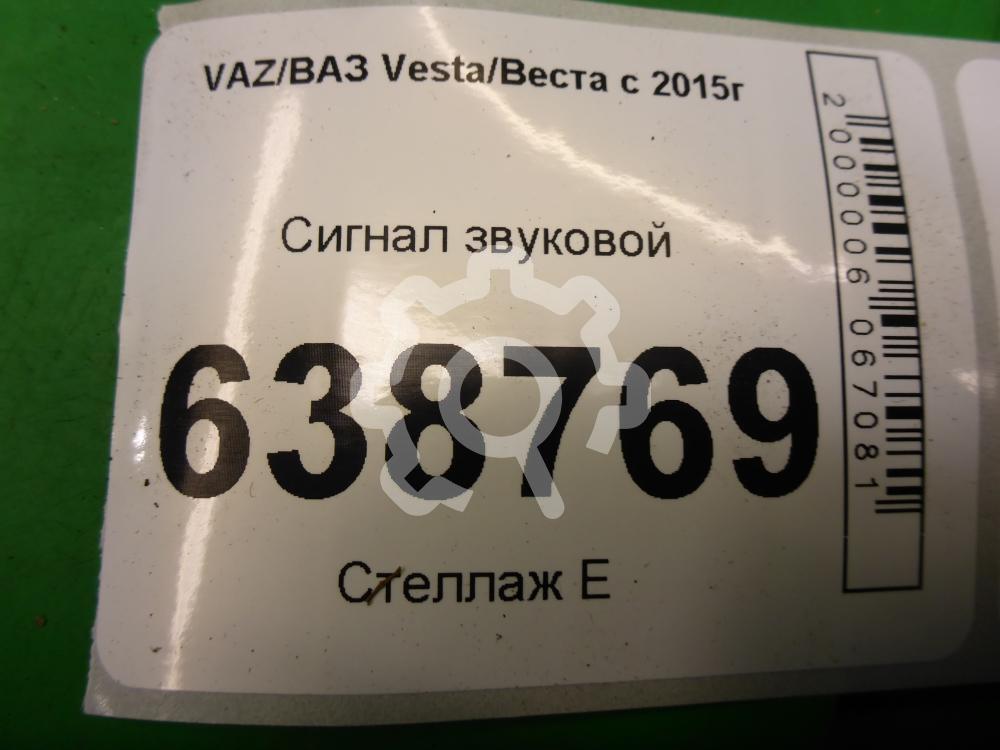 VAZ/ВАЗ Vesta/Веста с 2015г
Сигнал звуковой
638769
Стеллаж Е
2000006067081